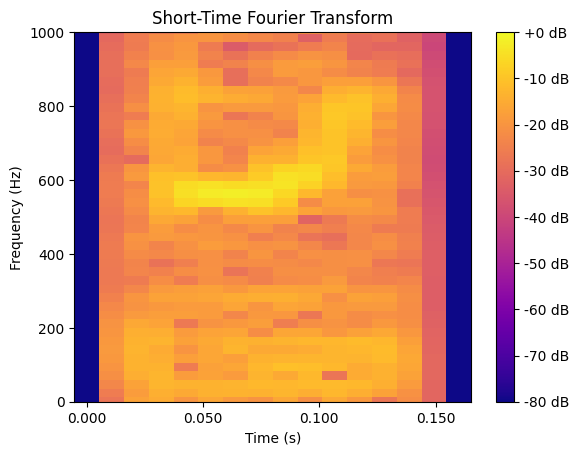 Short-Time Fourier Transform
1000
800
600
400
200
0
Frequency (Hz)
0.000
0.050
0.100
0.150
Time (s)
+0 dB
-10 dB
-20 dB
-30 dB
-40 dB
-50 dB
-60 dB
-70 dB
-80 dB